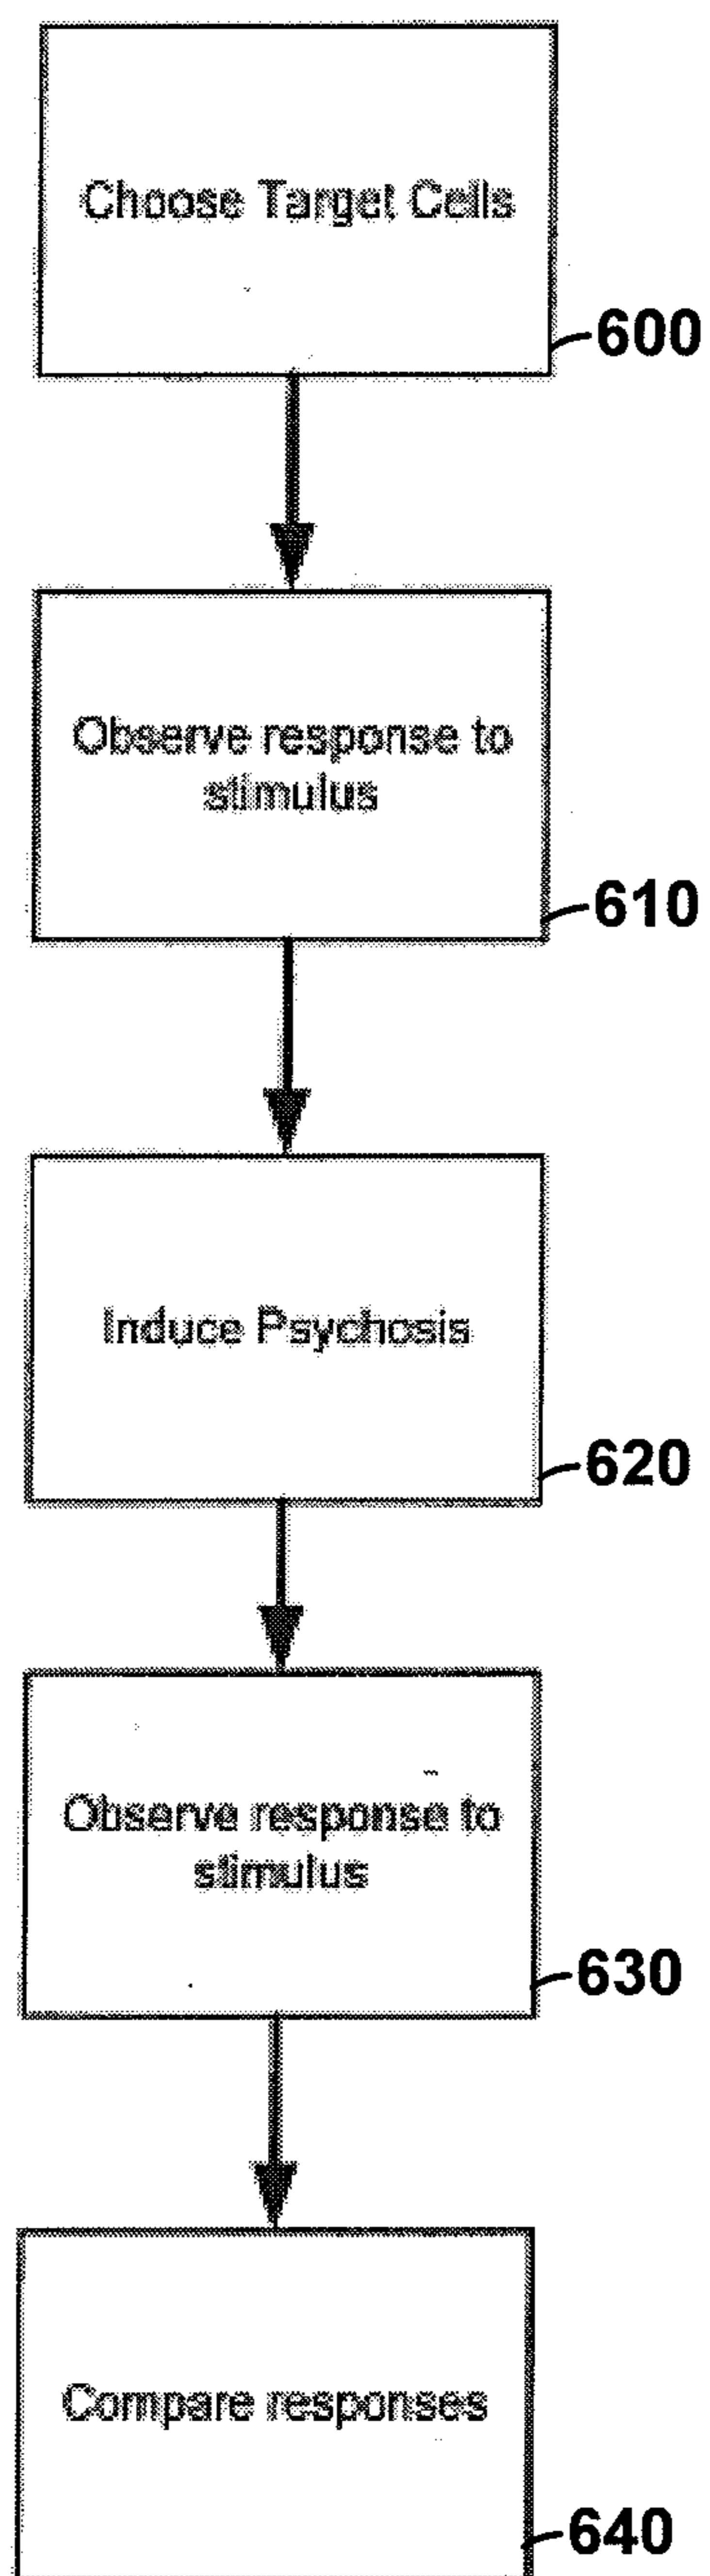 Choose Target Cells
600
Observe response to
stimulus
610
Induce Psychosis
620
Observe response to
stimulus
630
Compare responses
640